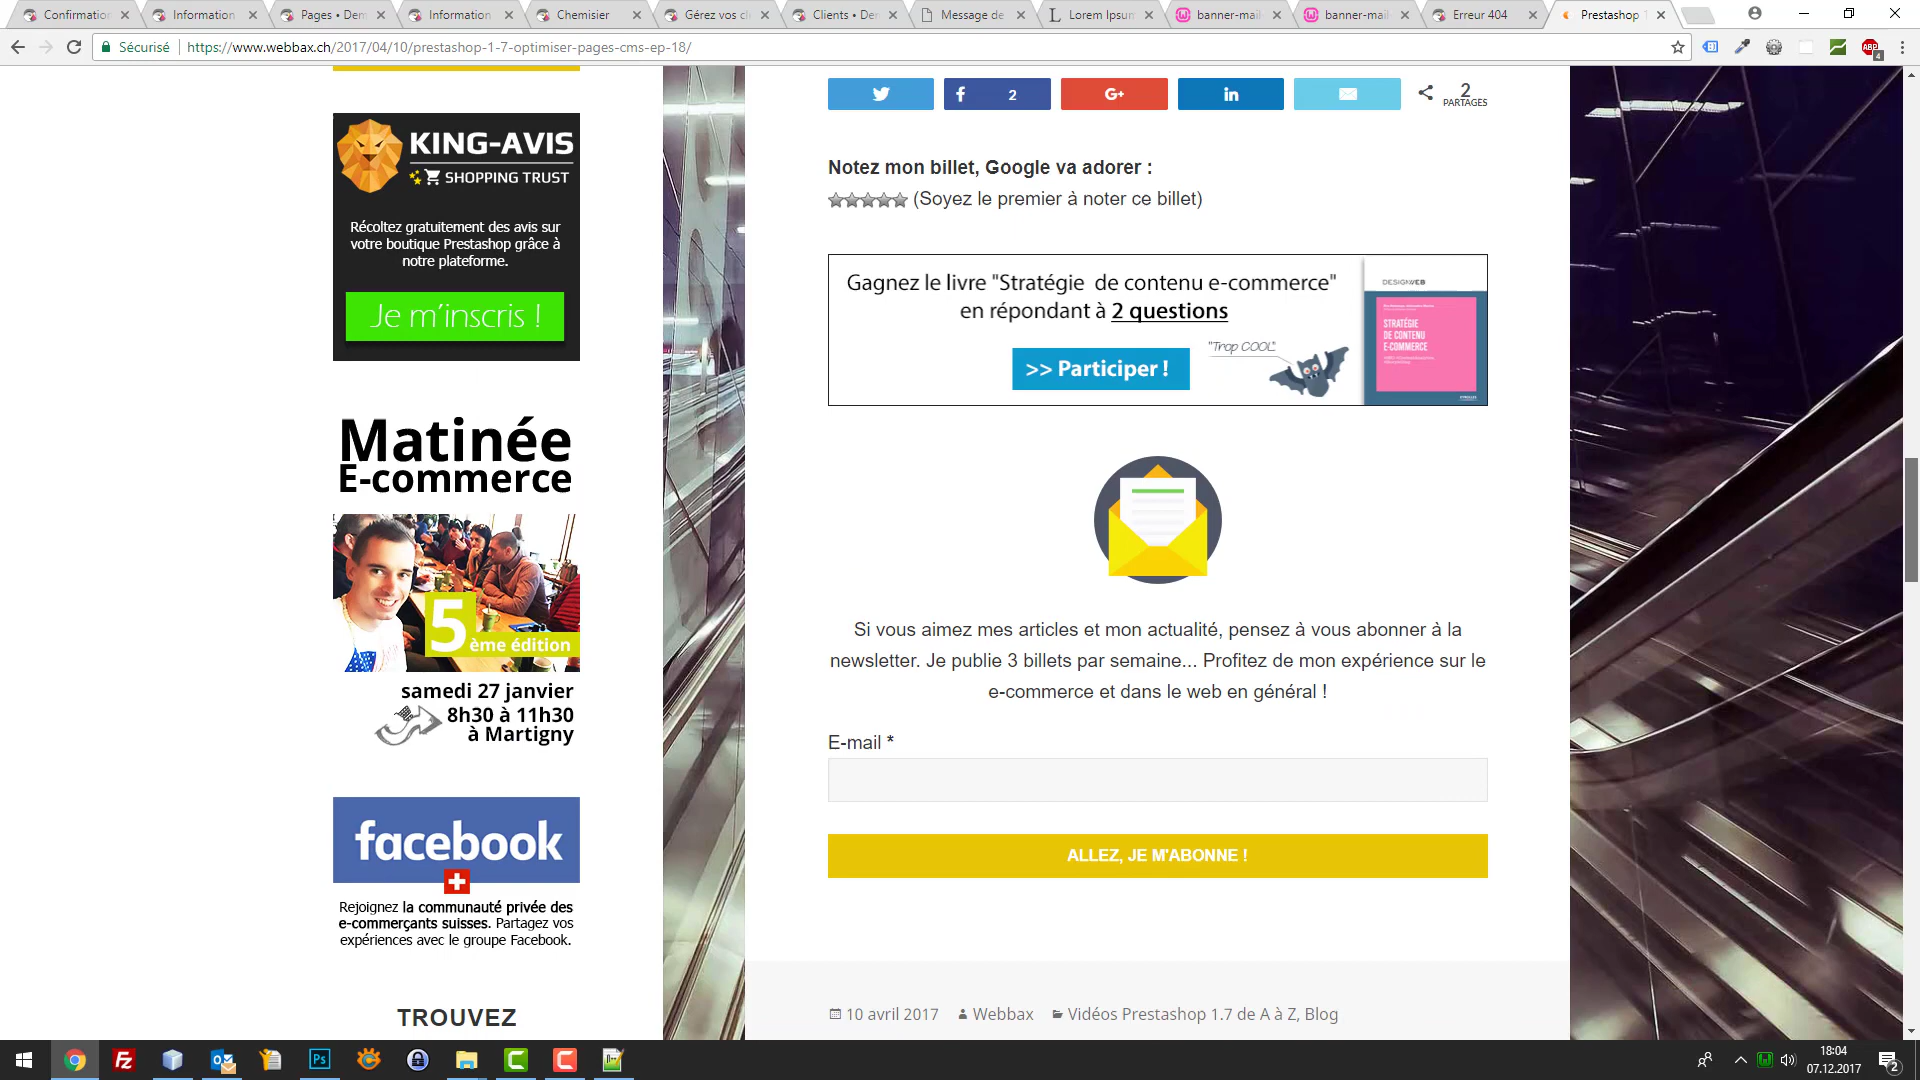 Confirmation
Information
Pages • Dem
Information
Chemisier
Gérez vos cl
Clients • Der
Message de
Lorem Ipsum
banner-mail
banner-mail
Erreur 404
Prestashop 1
Sécurisé
https://www.webbax.ch/2017/04/10/prestashop-1-7-optimiser-pages-cms-ep-18/
KING-AVIS
SHOPPING TRUST
Récoltez gratuitement des avis sur
votre boutique Prestashop grâce à
notre plateforme.
Je m'inscris !
Matinée
E-commerce
5 ème édition
samedi 27 janvier
8h30 à 11h30
à Martigny
facebook
Rejoignez la communauté privée des
e-commerçants suisses. Partagez vos
expériences avec le groupe Facebook.
TROUVEZ
2
G+
in
2
PARTAGES
Notez mon billet, Google va adorer :
(Soyez le premier à noter ce billet)
Gagnez le livre "Stratégie de contenu e-commerce"
en répondant à 2 questions
>> Participer !
"Trop COOL"
DESIGNWEB
STRATÉGIE
DE CONTENU
E-COMMERCE
Si vous aimez mes articles et mon actualité, pensez à vous abonner à la
newsletter. Je publie 3 billets par semaine... Profitez de mon expérience sur le
e-commerce et dans le web en général !
E-mail *
ALLEZ, JE M'ABONNE !
10 avril 2017
Webbax
Vidéos Prestashop 1.7 de A à Z, Blog
18:04
07.12.2017
2